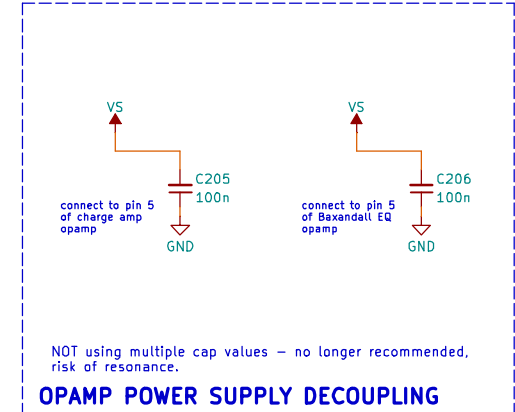 VS
VS
C205
100n
C206
100n
connect to pin 5
of charge amp
opamp
connect to pin 5
of Baxandall EQ
opamp
GND
GND
NOT using multiple cap values – no longer recommended,
risk of resonance.
OPAMP POWER SUPPLY DECOUPLING